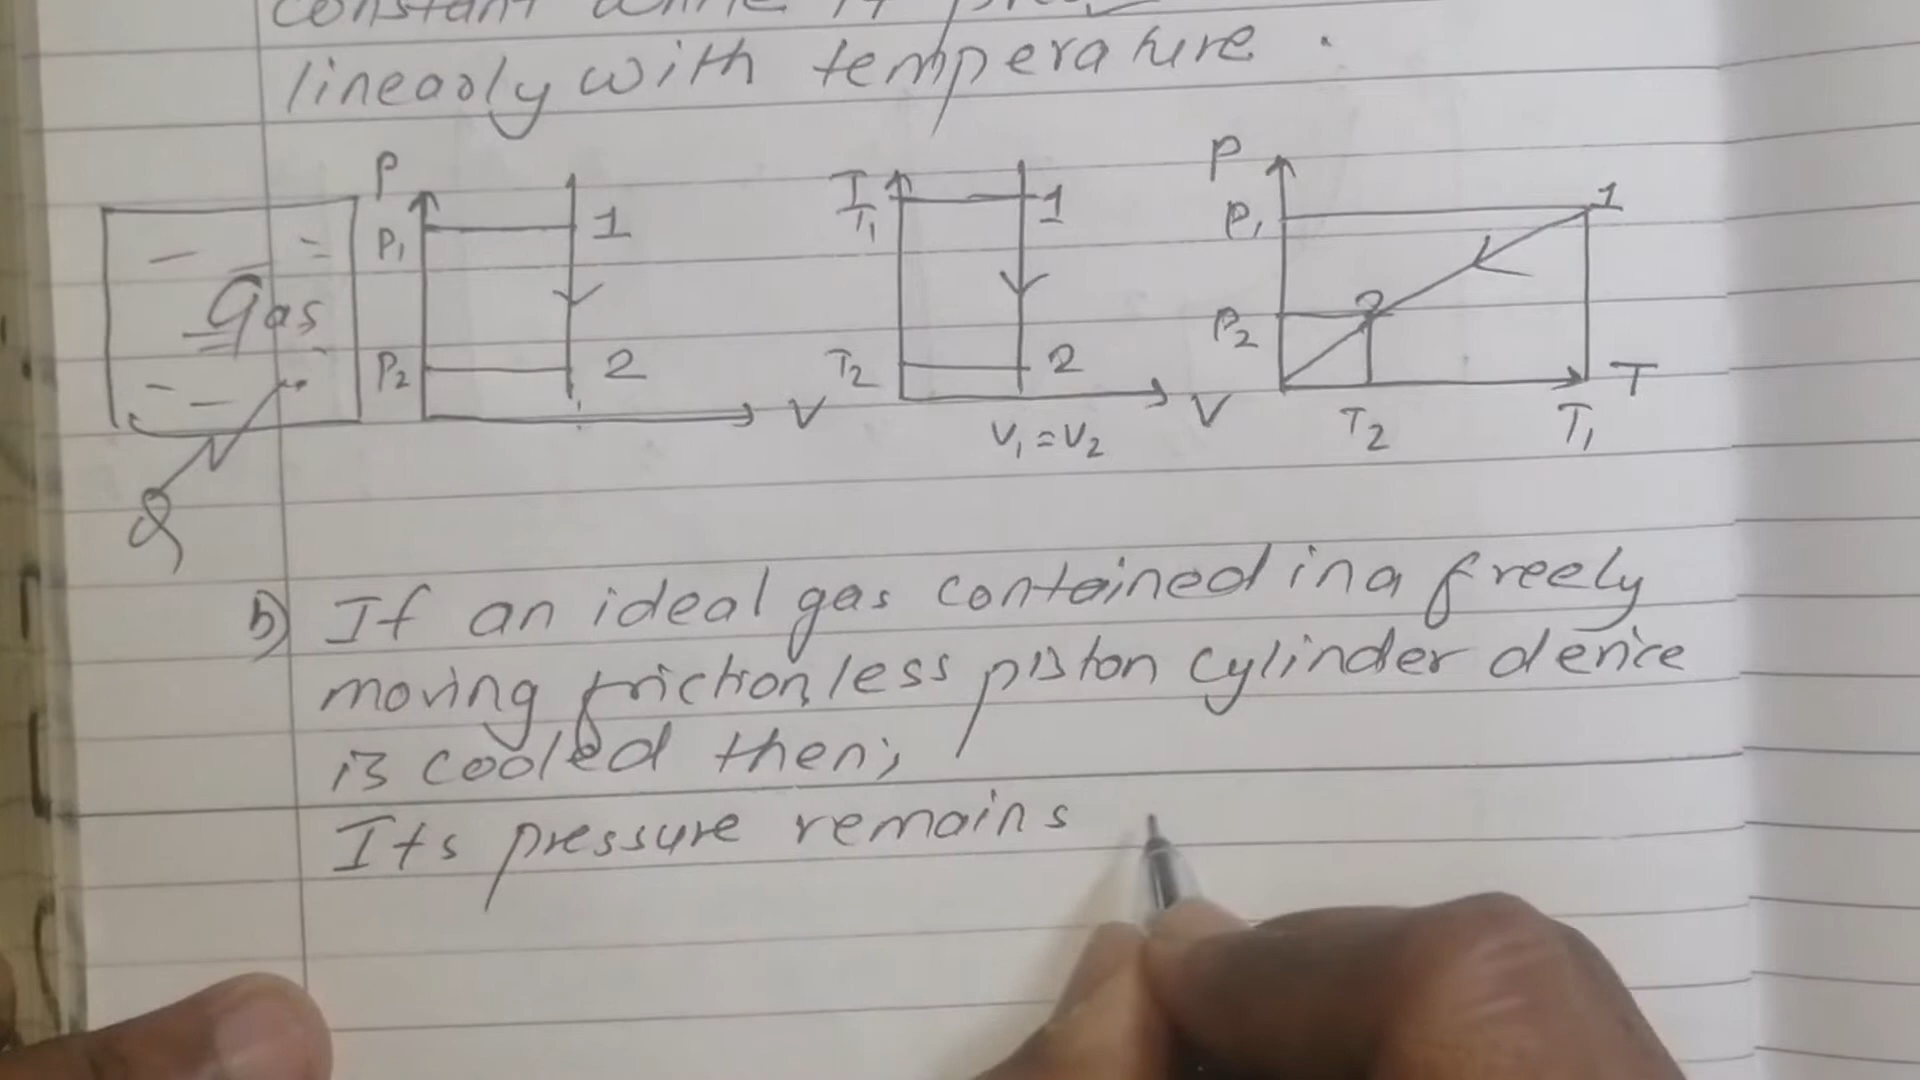 linearly with temperature.
P
P1
P2
1
2
V
Gas
Q
T
T1
T2
1
2
V
V1 = V2
P
P1
P2
1
2
T2
T1
T
b) If an ideal gas contained in a freely
moving frictionless piston cylinder device
is cooled then;
Its pressure remains